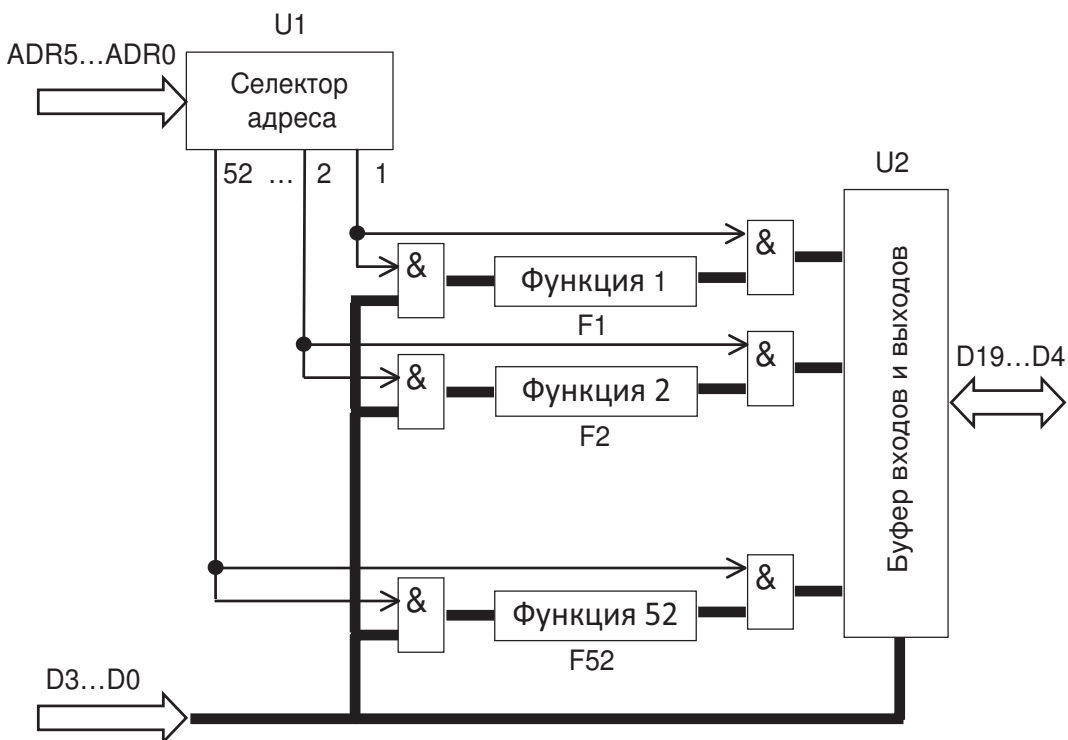 U1
ADR5...ADR0
Селектор
адреса
52 ... 2 1
U2
&
&
Функция 1
F1
&
&
Функция 2
F2
Буфер входов и выходов
D19...D4
&
&
Функция 52
F52
D3...D0